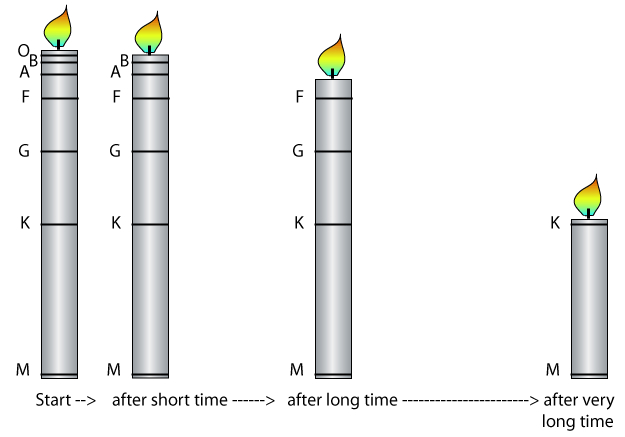 O
B
A
F
G
K
M
B
A
F
G
K
M
F
G
K
M
K
M
Start --> after short time ------> after long time -----------------------> after very
long time